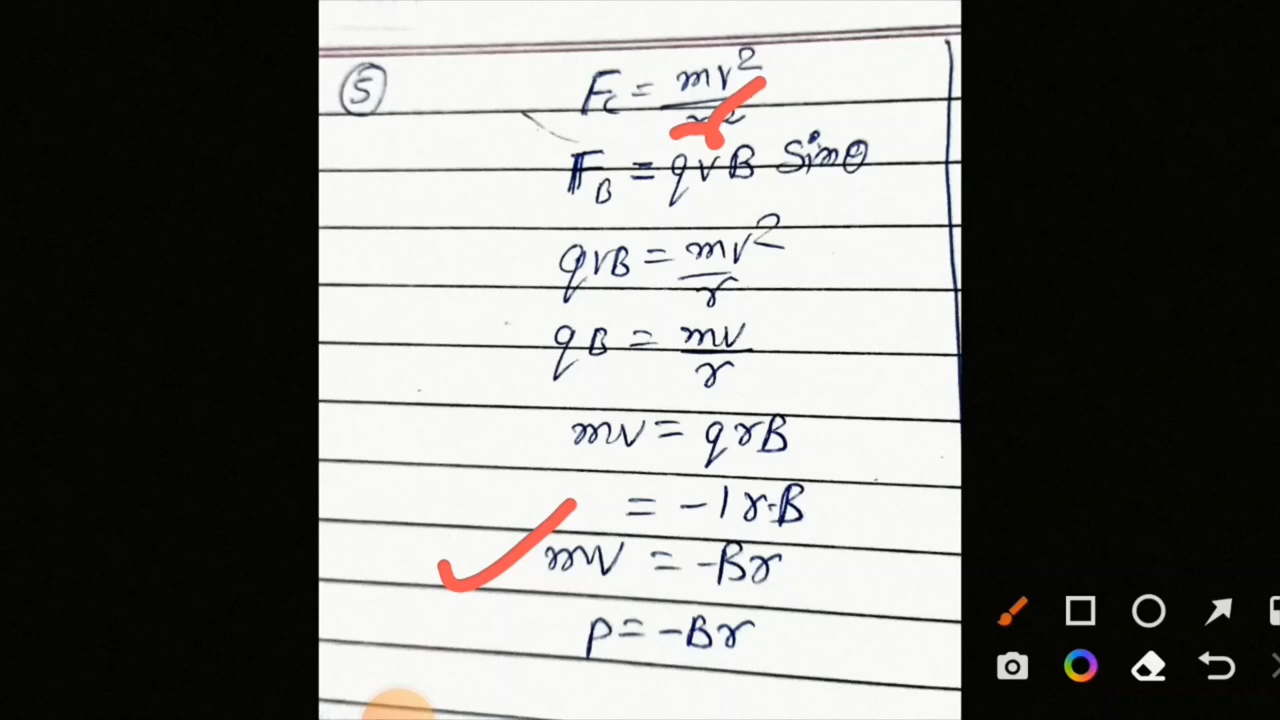 5
Fc = mv²/r
FB = qvB Sinθ
qvB = mv²/r
qB = mv/r
mv = qrB
= -1r·B
mv = -Br
p = -Br